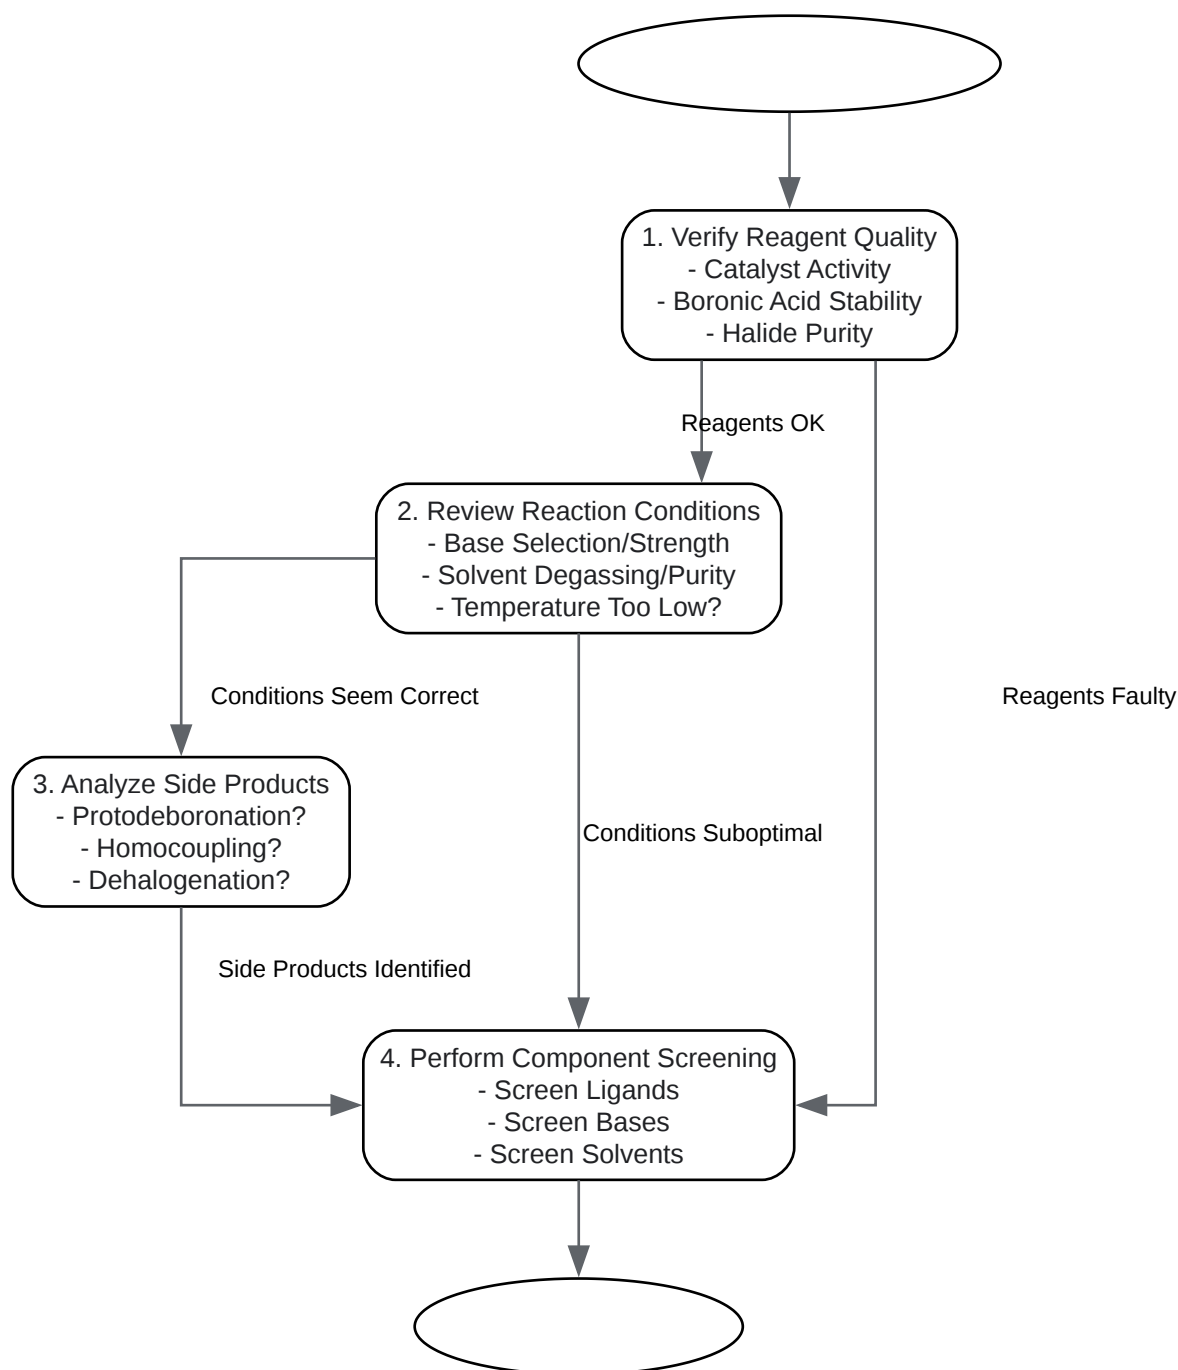 1. Verify Reagent Quality
- Catalyst Activity
- Boronic Acid Stability
- Halide Purity
Reagents OK
2. Review Reaction Conditions
- Base Selection/Strength
- Solvent Degassing/Purity
- Temperature Too Low?
Conditions Seem Correct
Reagents Faulty
3. Analyze Side Products
- Protodeboronation?
- Homocoupling?
- Dehalogenation?
Conditions Suboptimal
Side Products Identified
4. Perform Component Screening
- Screen Ligands
- Screen Bases
- Screen Solvents